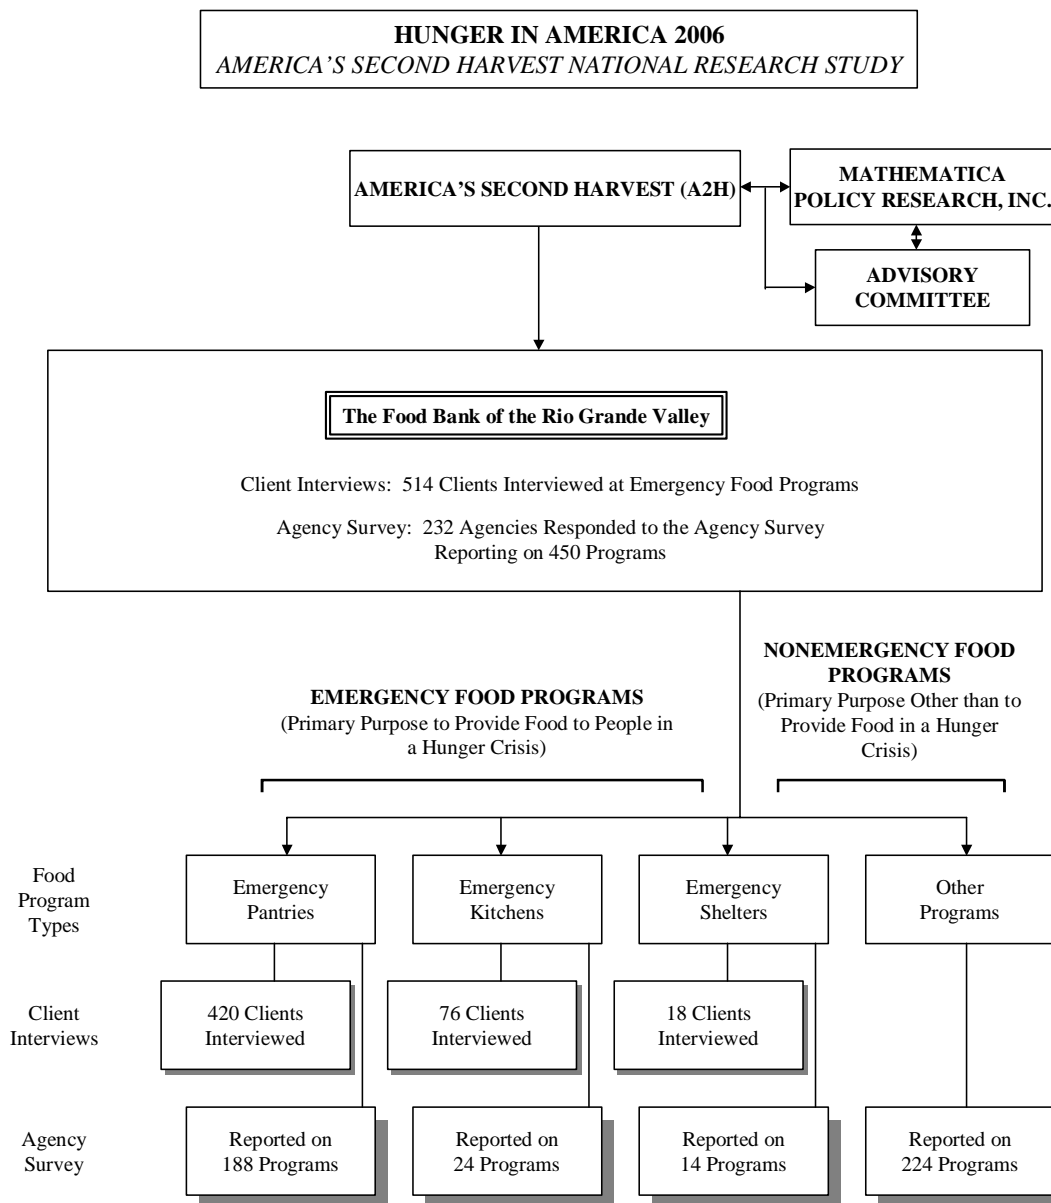 HUNGER IN AMERICA 2006
AMERICA’S SECOND HARVEST NATIONAL RESEARCH STUDY
AMERICA’S SECOND HARVEST (A2H)
MATHEMATICA
POLICY RESEARCH, INC.
ADVISORY
COMMITTEE
The Food Bank of the Rio Grande Valley
Client Interviews:  514 Clients Interviewed at Emergency Food Programs
Agency Survey:  232 Agencies Responded to the Agency Survey
Reporting on 450 Programs
EMERGENCY FOOD PROGRAMS
(Primary Purpose to Provide Food to People in
a Hunger Crisis)
NONEMERGENCY FOOD
PROGRAMS
(Primary Purpose Other than to
Provide Food in a Hunger
Crisis)
Food
Program
Types
Emergency
Pantries
Emergency
Kitchens
Emergency
Shelters
Other
Programs
Client
Interviews
420 Clients
Interviewed
76 Clients
Interviewed
18 Clients
Interviewed
Agency
Survey
Reported on
188 Programs
Reported on
24 Programs
Reported on
14 Programs
Reported on
224 Programs